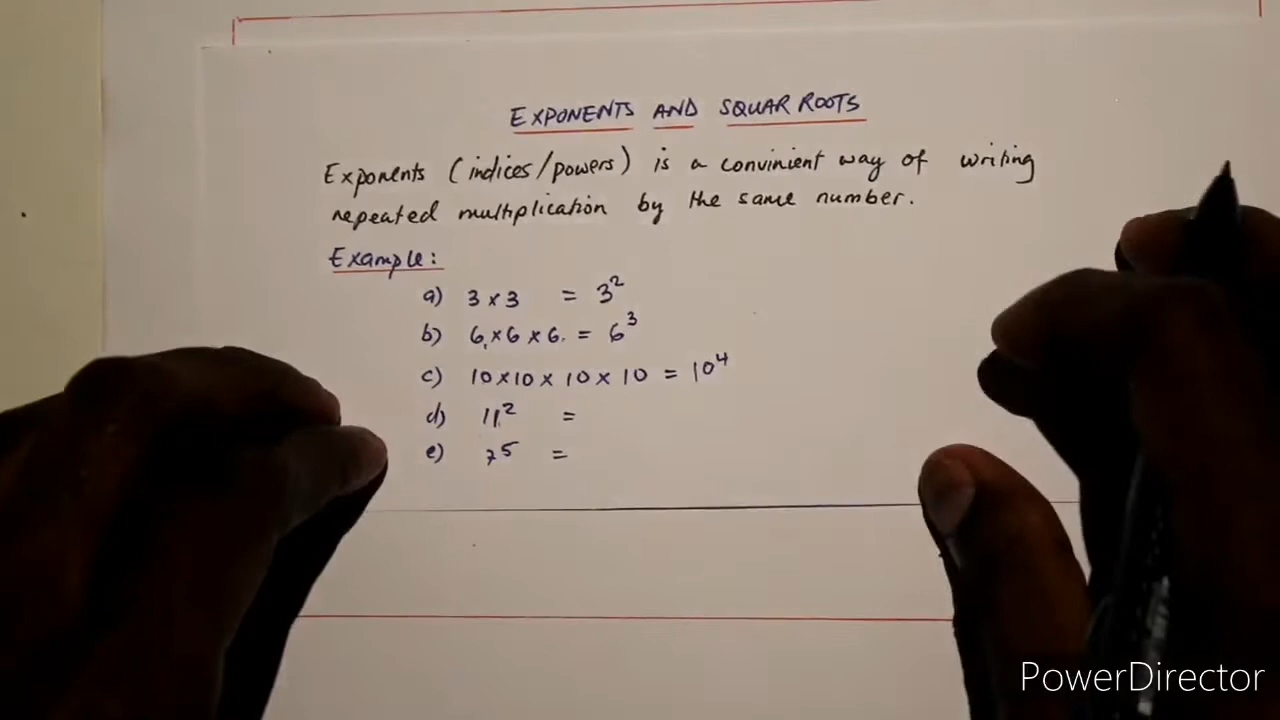 EXPONENTS AND SQUAR ROOTS
Exponents (indices/powers) is a convinient way of writing
repeated multiplication by the same number.
Example:
a) 3 × 3 = 3²
b) 6 × 6 × 6 = 6³
c) 10 × 10 × 10 × 10 = 10⁴
d) 11² =
e) 7⁵ =
PowerDirector